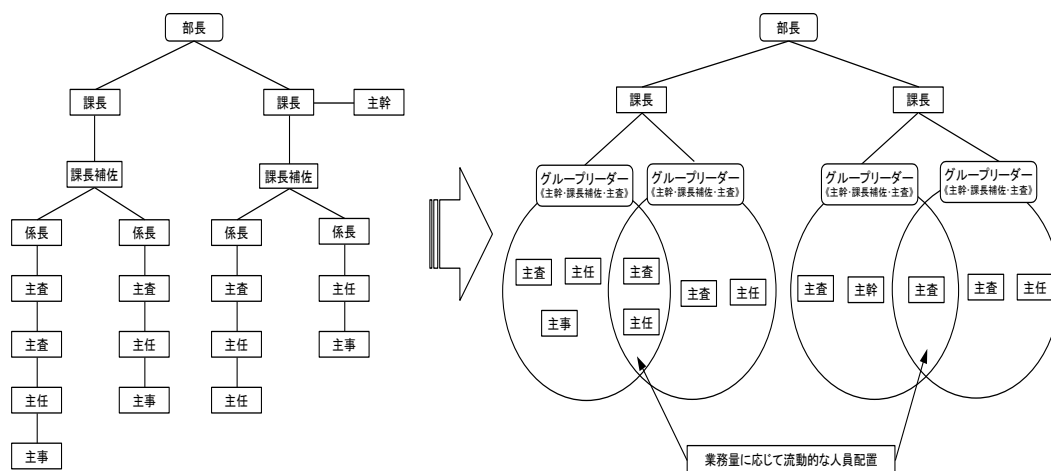 部長
課長
課長
主幹
課長補佐
課長補佐
係長
係長
係長
係長
主査
主査
主査
主任
主査
主任
主任
主事
主任
主事
主任
主事
部長
課長
課長
グループリーダー
《主幹・課長補佐・主査》
グループリーダー
《主幹・課長補佐・主査》
グループリーダー
《主幹・課長補佐・主査》
グループリーダー
《主幹・課長補佐・主査》
主査
主任
主査
主査
主任
主事
主任
主査
主幹
主査
主査
主任
業務量に応じて流動的な人員配置